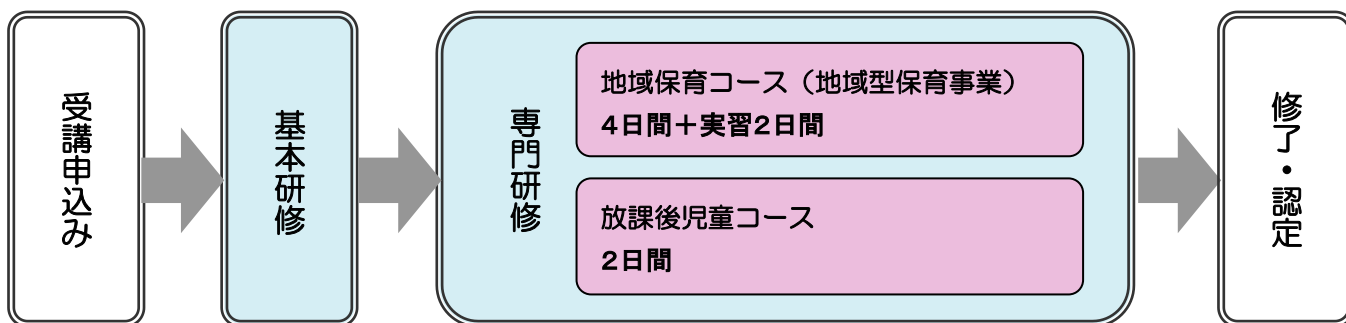 受講申込み
基本研修
専門研修
地域保育コース（地域型保育事業）
4日間＋実習2日間
放課後児童コース
2日間
修了・認定